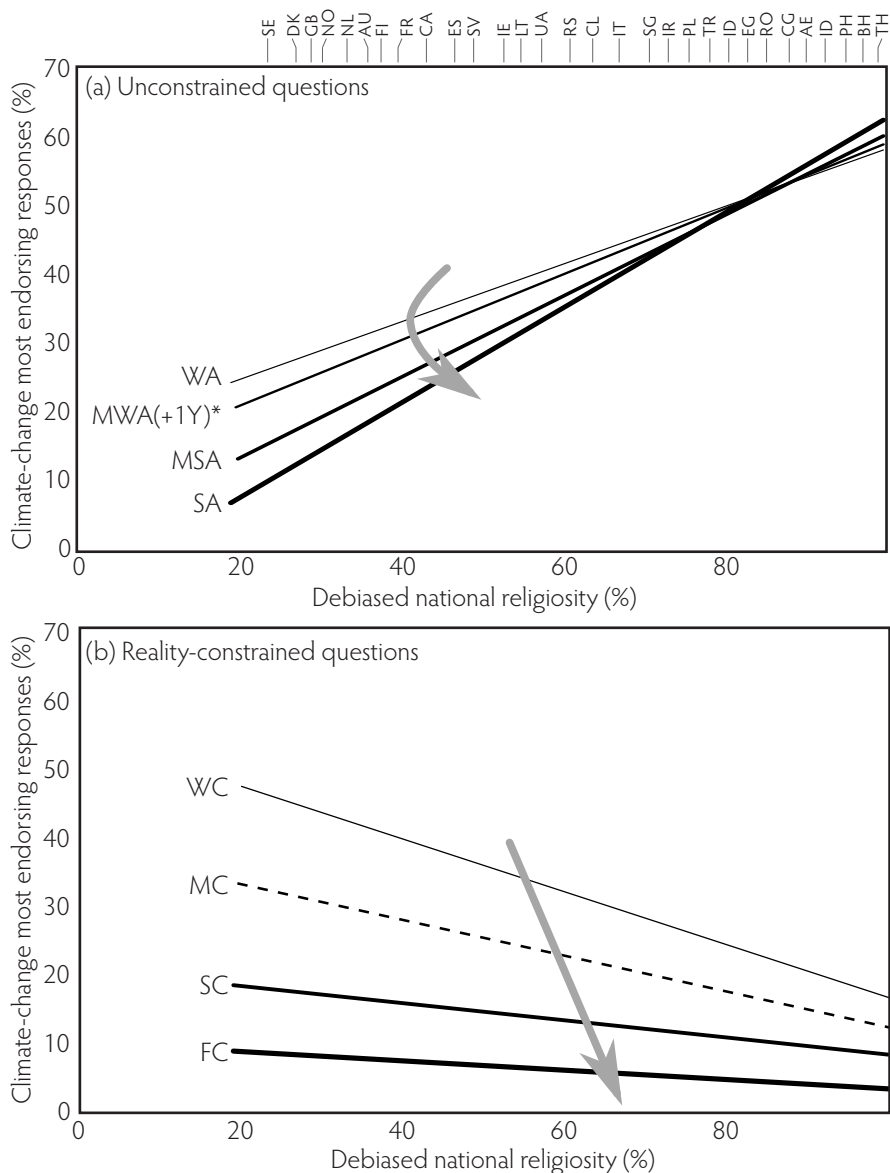 SE DK GB NO NL AU FI FR CA ES SV IE LT UA RS CL IT SG IR PL TR ID EG RO CG AE ID PH BH TH
Climate-change most endorsing responses (%)
(a) Unconstrained questions
70
60
50
40
30
20
10
0
WA
MWA(+1Y)*
MSA
SA
0 20 40 60 80
Debiased national religiosity (%)
Climate-change most endorsing responses (%)
(b) Reality-constrained questions
70
60
50
40
30
20
10
0
WC
MC
SC
FC
0 20 40 60 80
Debiased national religiosity (%)